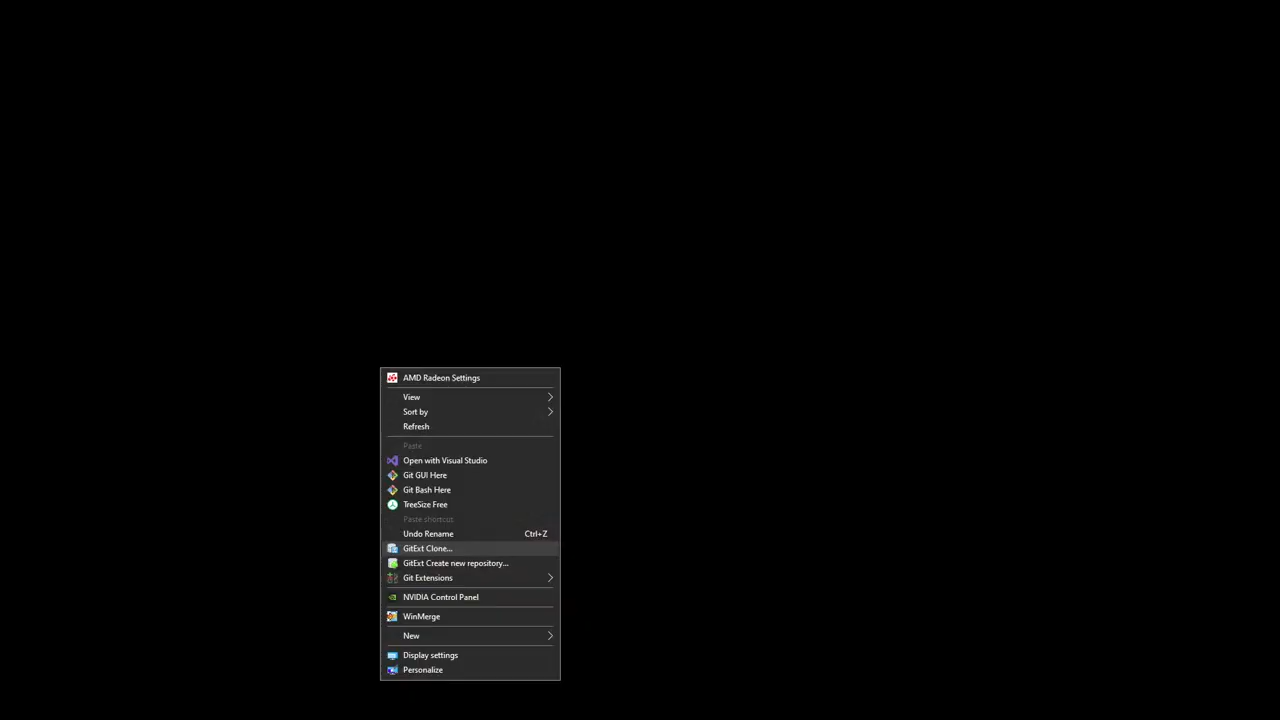 AMD Radeon Settings
View
Sort by
Refresh
Paste
Open with Visual Studio
Git GUI Here
Git Bash Here
TreeSize Free
Paste shortcut
Undo Rename Ctrl+Z
GitExt Clone...
GitExt Create new repository...
Git Extensions
NVIDIA Control Panel
WinMerge
New
Display settings
Personalize